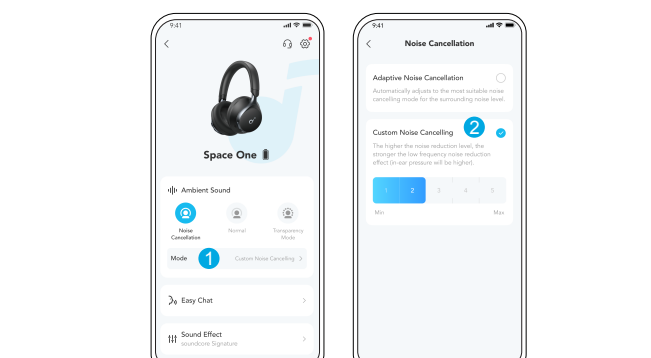 9:41
Space One
Ambient Sound
Noise
Cancellation
Normal
Transparency
Mode
Mode
1
Custom Noise Cancelling
Easy Chat
Sound Effect
soundcore Signature
9:41
Noise Cancellation
Adaptive Noise Cancellation
Automatically adjusts to the most suitable noise
cancelling mode for the surrounding noise level.
Custom Noise Cancelling
2
The higher the noise reduction level, the
stronger the low frequency noise reduction
effect (in-ear pressure will be higher).
1 2 3 4 5
Min Max